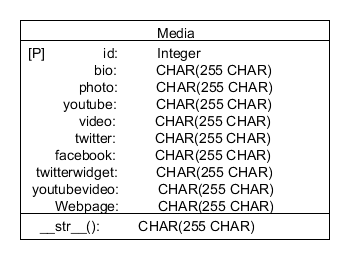 Media
[P] id: Integer
bio: CHAR(255 CHAR)
photo: CHAR(255 CHAR)
youtube: CHAR(255 CHAR)
video: CHAR(255 CHAR)
twitter: CHAR(255 CHAR)
facebook: CHAR(255 CHAR)
twitterwidget: CHAR(255 CHAR)
youtubevideo: CHAR(255 CHAR)
Webpage: CHAR(255 CHAR)
__str__(): CHAR(255 CHAR)